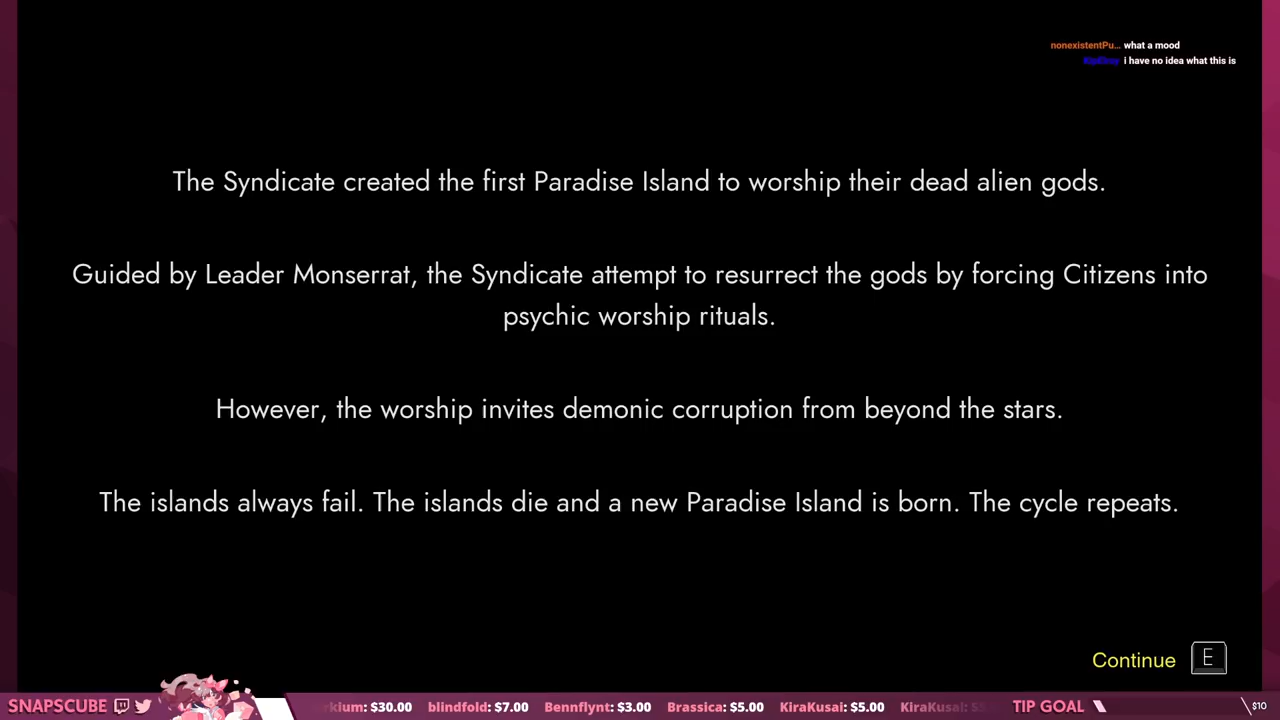 nonexistentPu... what a mood
i have no idea what this is
The Syndicate created the first Paradise Island to worship their dead alien gods.
Guided by Leader Monserrat, the Syndicate attempt to resurrect the gods by forcing Citizens into
psychic worship rituals.
However, the worship invites demonic corruption from beyond the stars.
The islands always fail. The islands die and a new Paradise Island is born. The cycle repeats.
Continue E
SNAPSCUBE rkium: $30.00 blindfold: $7.00 Bennflynt: $3.00 Brassica: $5.00 KiraKusai: $5.00 KiraKusai: TIP GOAL $10